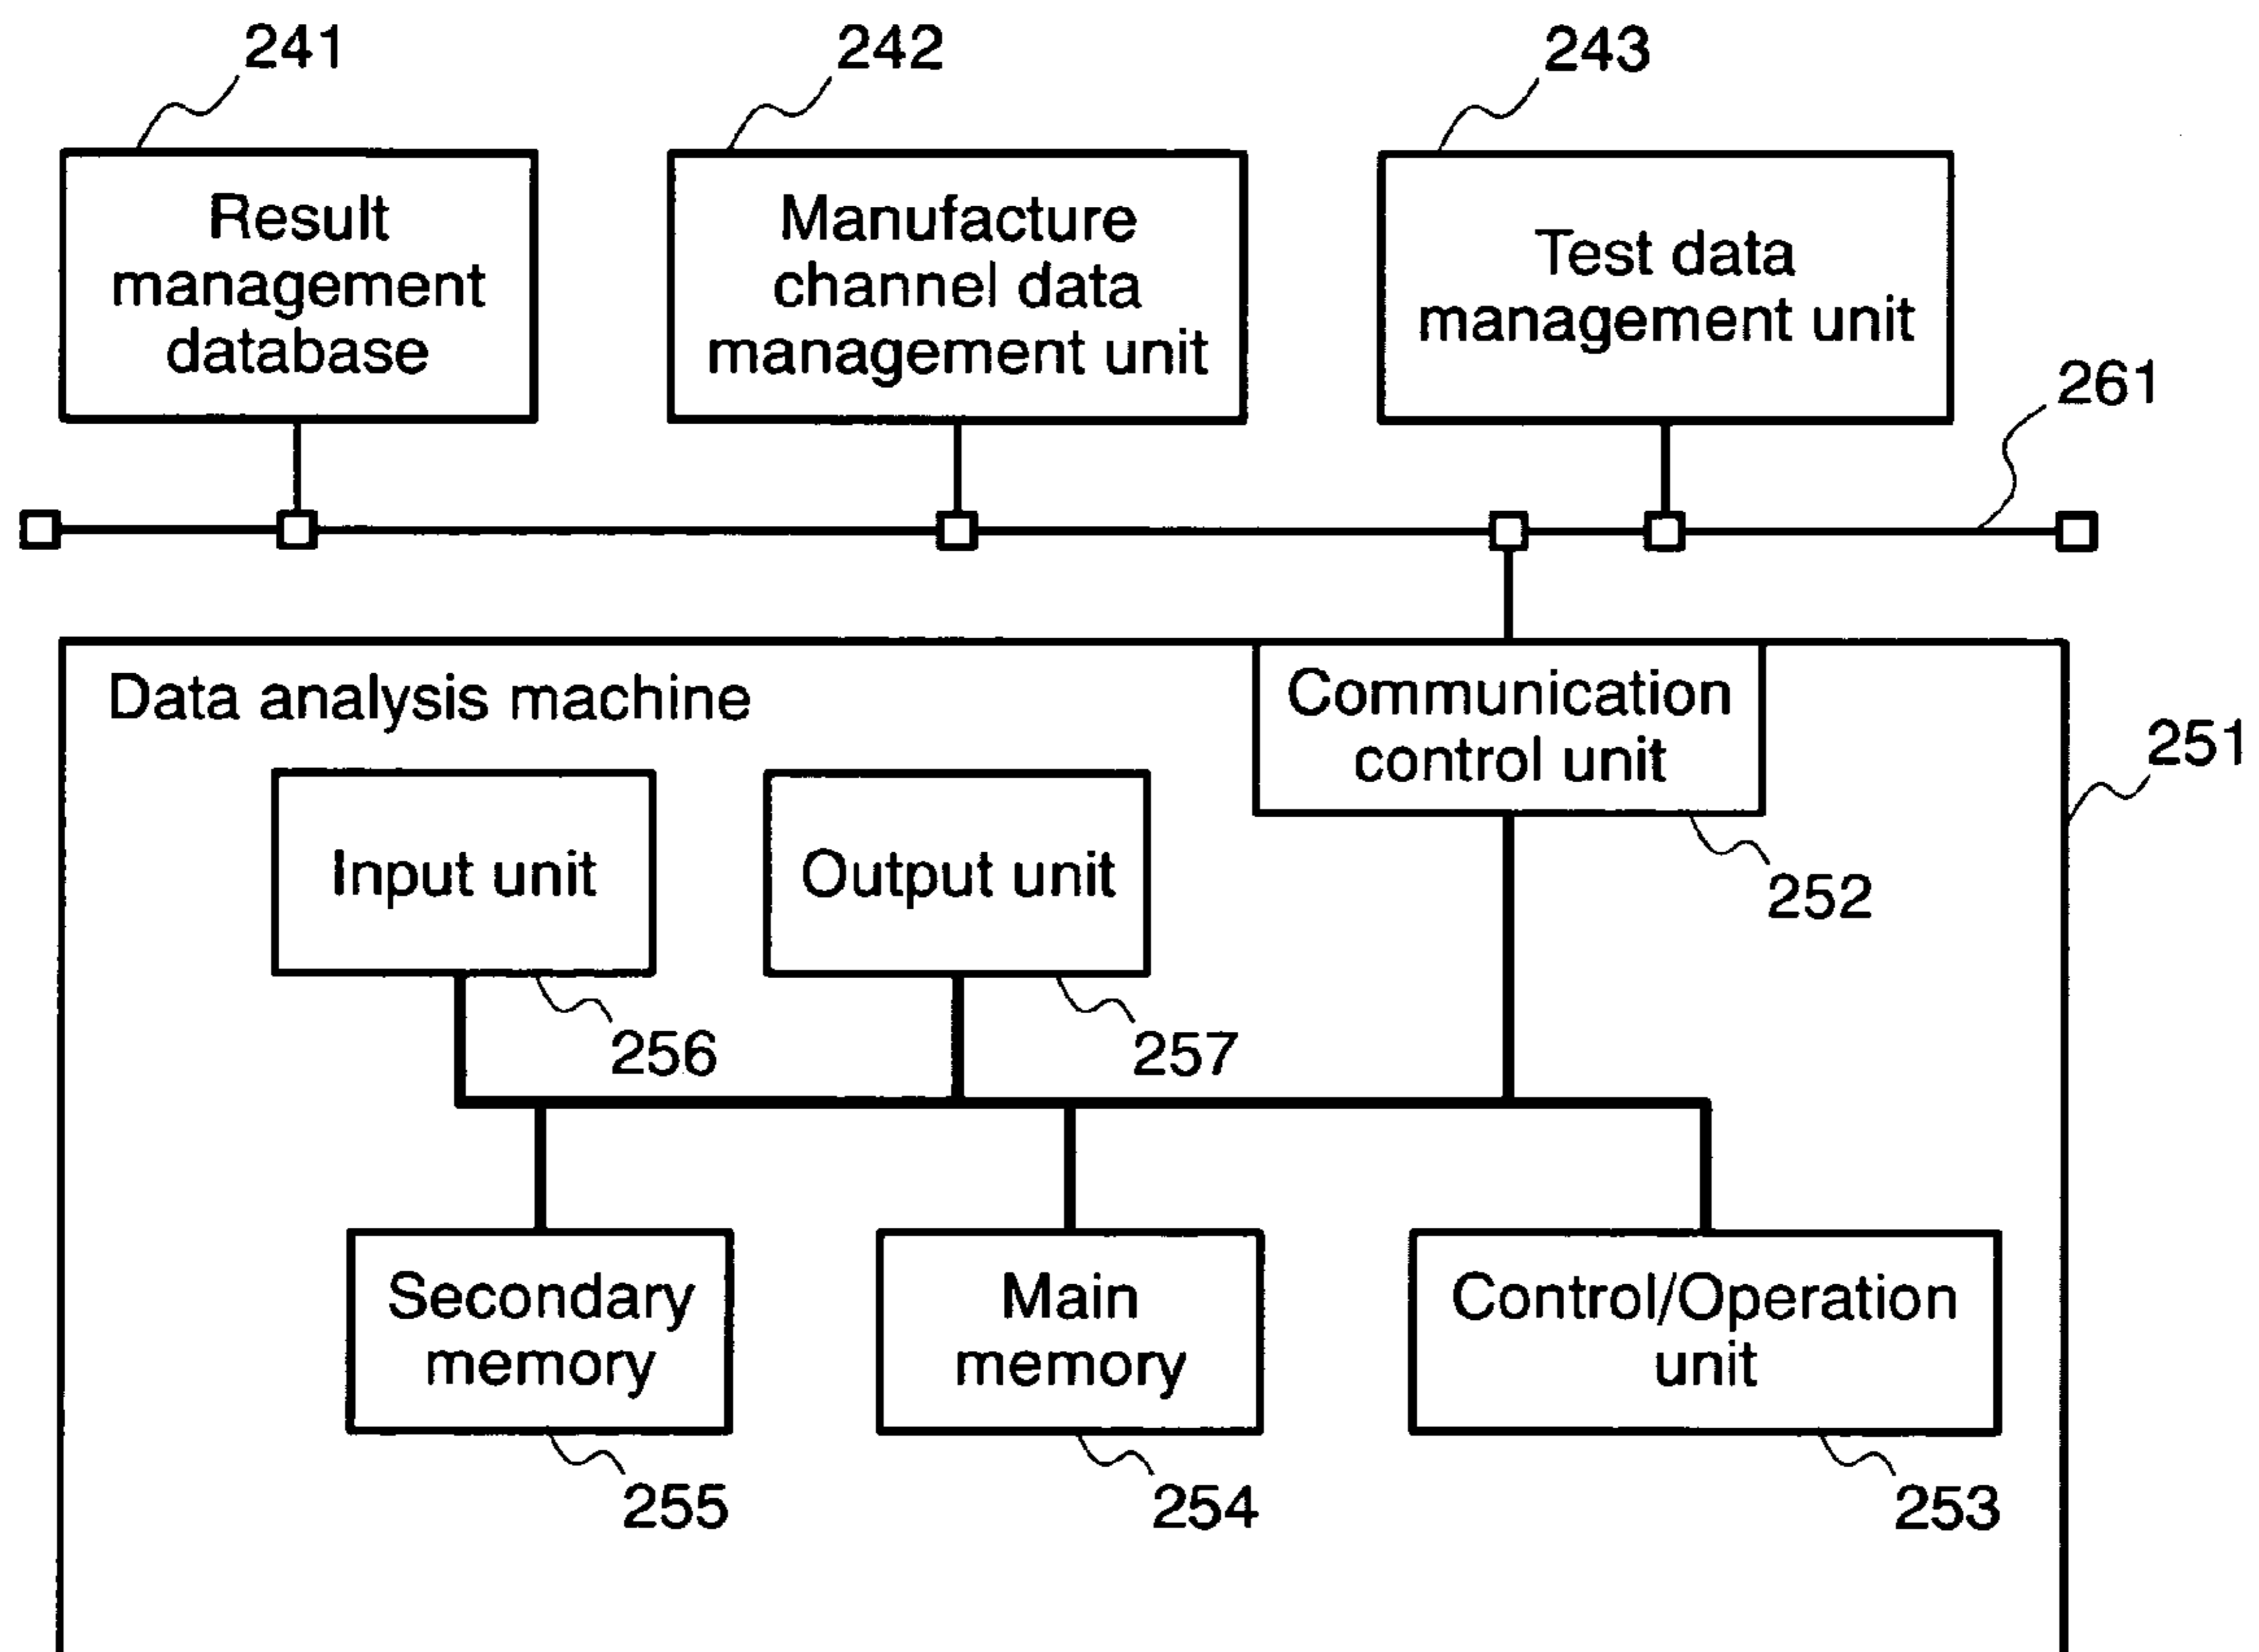 241
242
243
Result
management
database
Manufacture
channel data
management unit
Test data
management unit
261
Data analysis machine
Communication
control unit
251
252
Input unit
Output unit
256
257
Secondary
memory
Main
memory
Control/Operation
unit
255
254
253